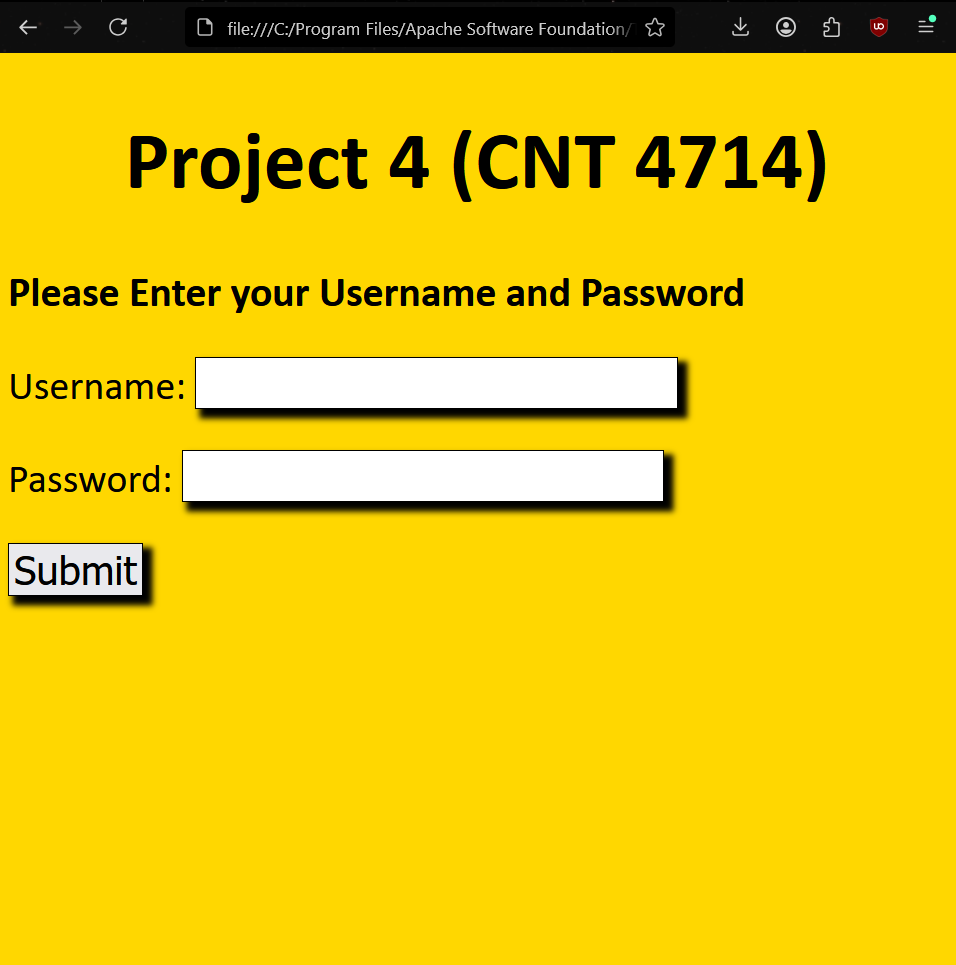 file:///C:/Program Files/Apache Software Foundation/
Project 4 (CNT 4714)
Please Enter your Username and Password
Username:
Password:
Submit